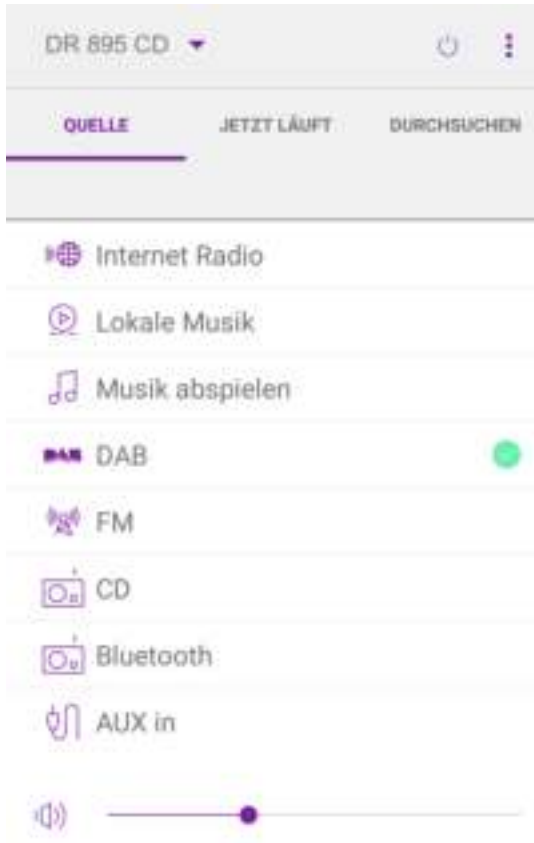 DR 895 CD
QUELLE JETZT LÄUFT DURCHSUCHEN
Internet Radio
Lokale Musik
Musik abspielen
DAB DAB
FM
CD
Bluetooth
AUX in